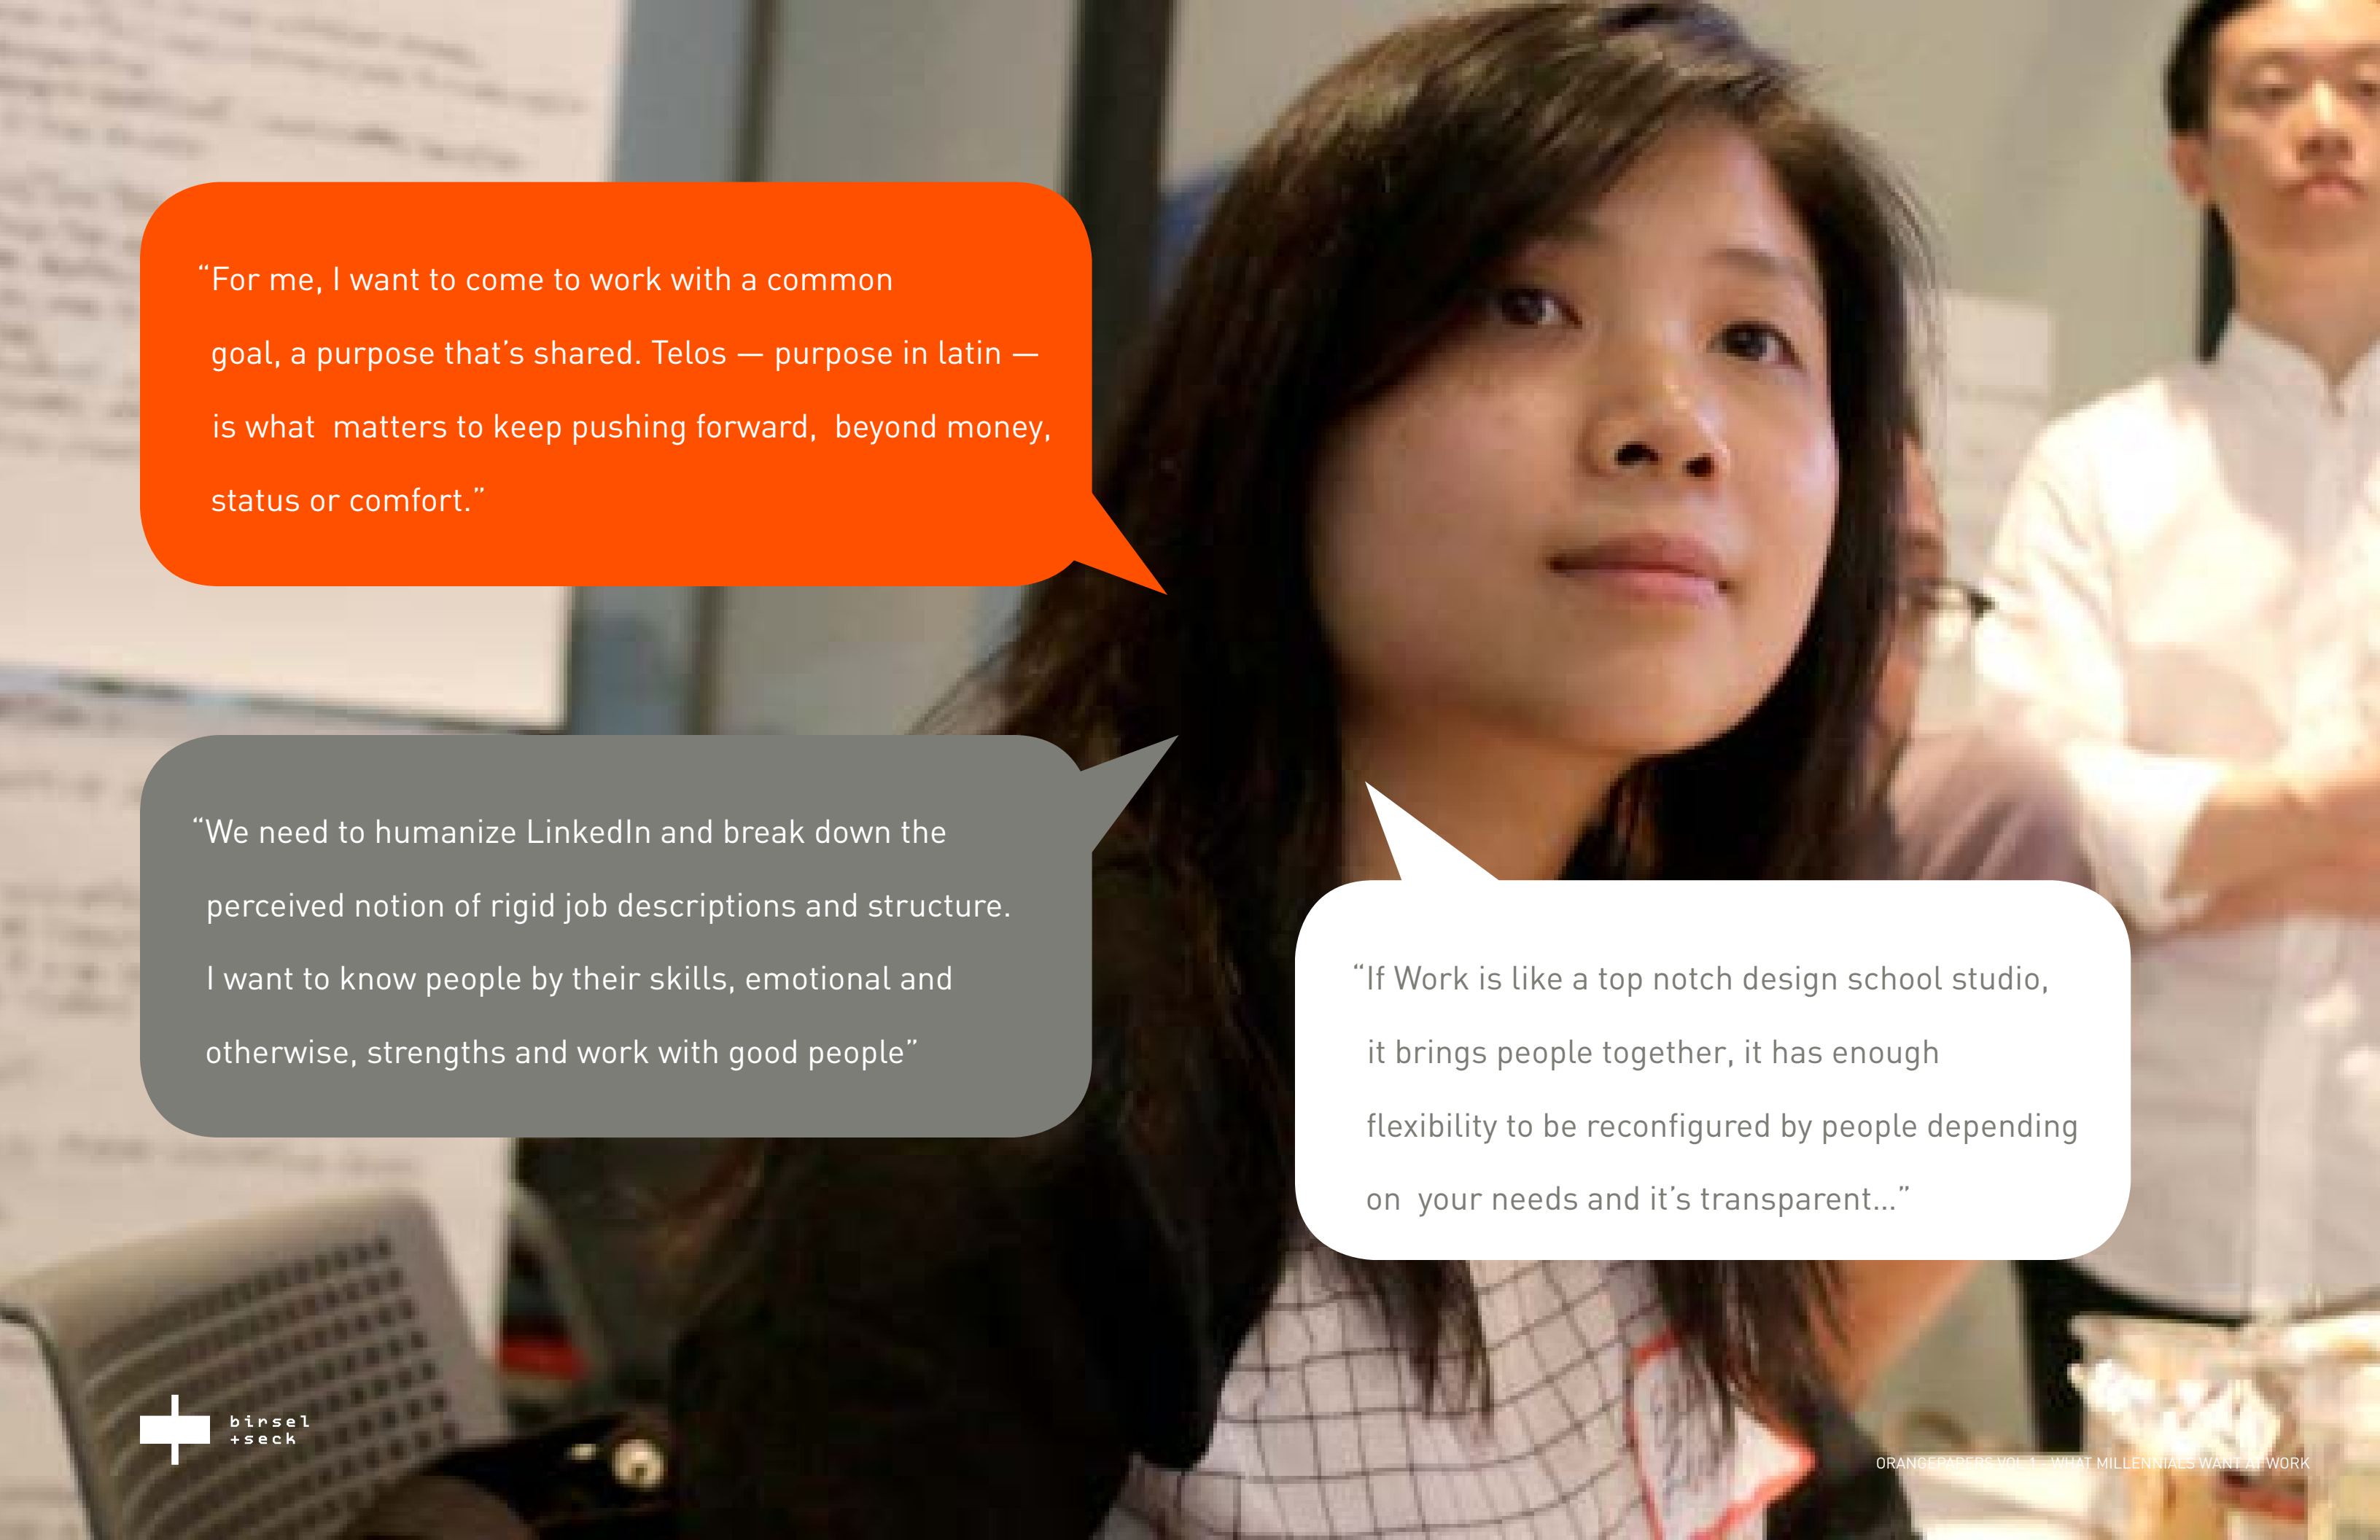 “For me, I want to come to work with a common
goal, a purpose that’s shared. Telos — purpose in latin —
is what  matters to keep pushing forward,  beyond money,
status or comfort.”
“We need to humanize LinkedIn and break down the
perceived notion of rigid job descriptions and structure.
I want to know people by their skills, emotional and
otherwise, strengths and work with good people”
“If Work is like a top notch design school studio,
it brings people together, it has enough
flexibility to be reconfigured by people depending
on  your needs and it’s transparent...”
birsel
+seck
ORANGEPAPERS VOL 1 - WHAT MILLENNIALS WANT AT WORK